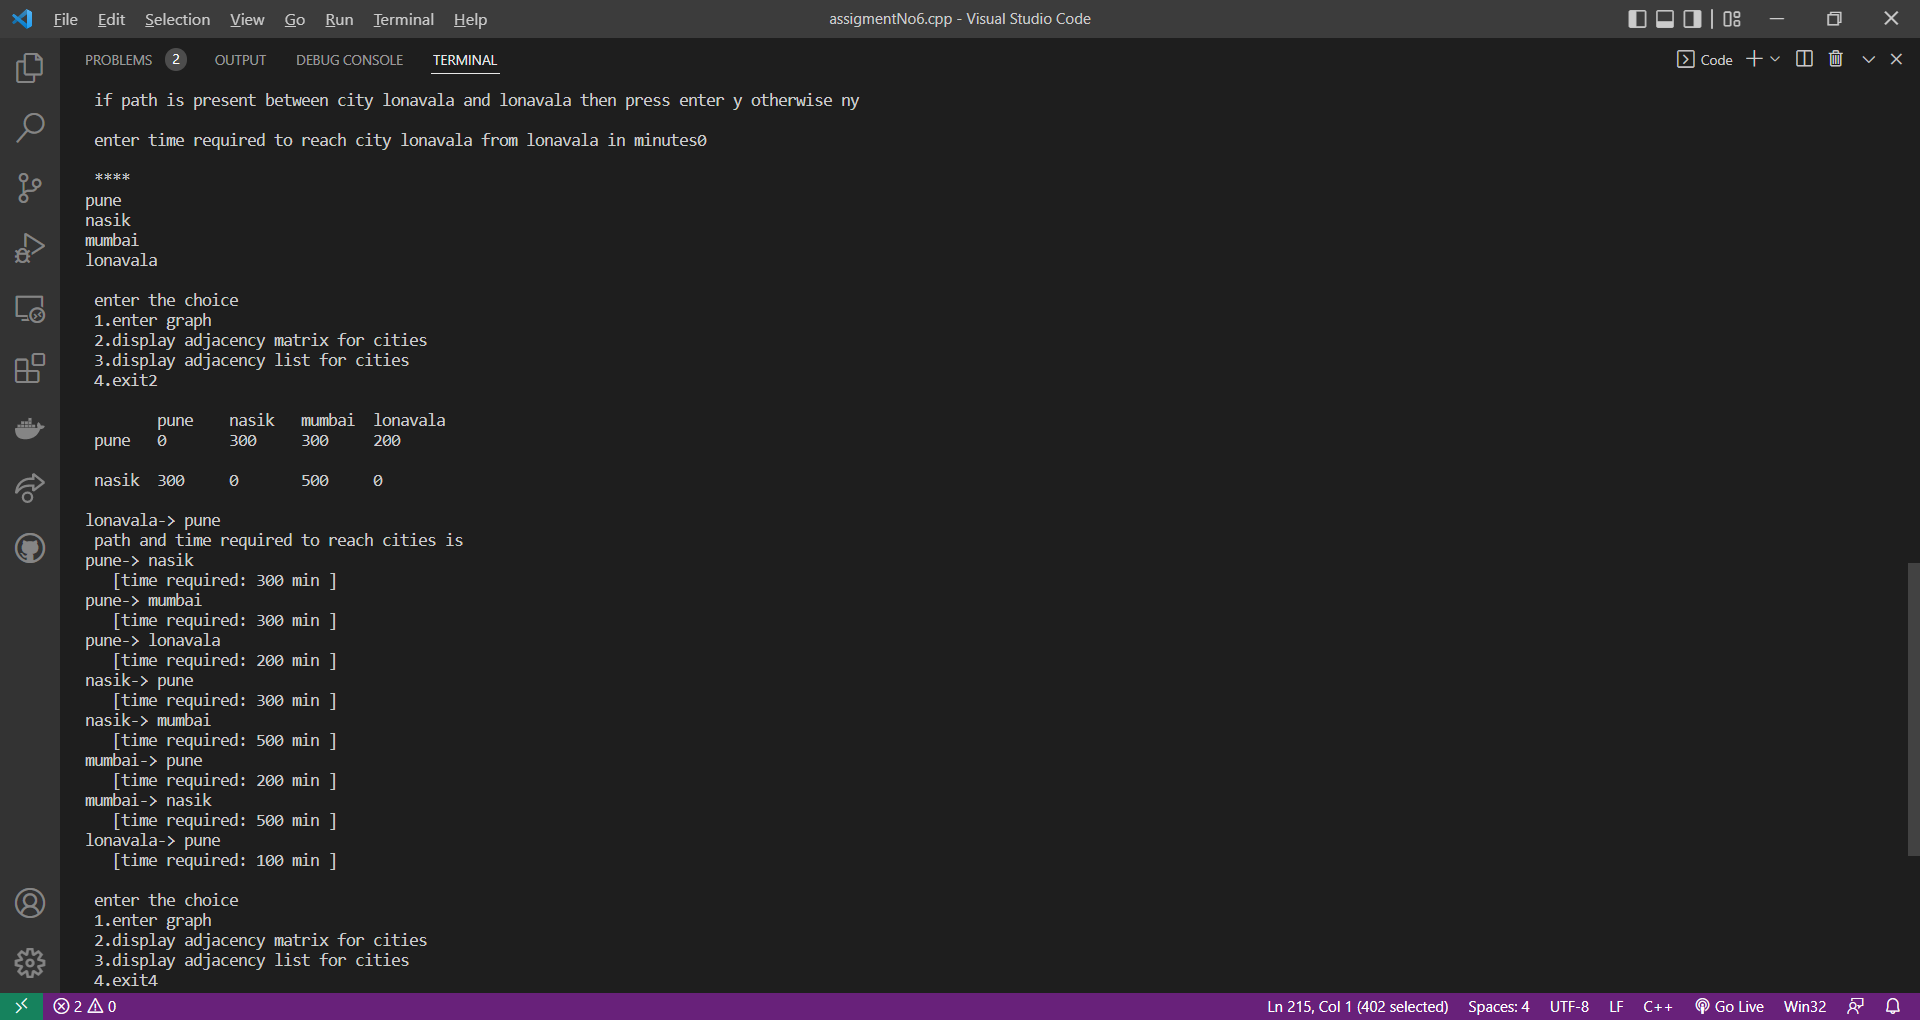 File Edit Selection View Go Run Terminal Help assigmentNo6.cpp - Visual Studio Code
PROBLEMS 2 OUTPUT DEBUG CONSOLE TERMINAL Code
if path is present between city lonavala and lonavala then press enter y otherwise ny
enter time required to reach city lonavala from lonavala in minutes0
****
pune
nasik
mumbai
lonavala
enter the choice
1.enter graph
2.display adjacency matrix for cities
3.display adjacency list for cities
4.exit2
pune nasik mumbai lonavala
pune 0 300 300 200
nasik 300 0 500 0
lonavala-> pune
path and time required to reach cities is
pune-> nasik
[time required: 300 min ]
pune-> mumbai
[time required: 300 min ]
pune-> lonavala
[time required: 200 min ]
nasik-> pune
[time required: 300 min ]
nasik-> mumbai
[time required: 500 min ]
mumbai-> pune
[time required: 200 min ]
mumbai-> nasik
[time required: 500 min ]
lonavala-> pune
[time required: 100 min ]
enter the choice
1.enter graph
2.display adjacency matrix for cities
3.display adjacency list for cities
4.exit4
2 0 Ln 215, Col 1 (402 selected) Spaces: 4 UTF-8 LF C++ Go Live Win32